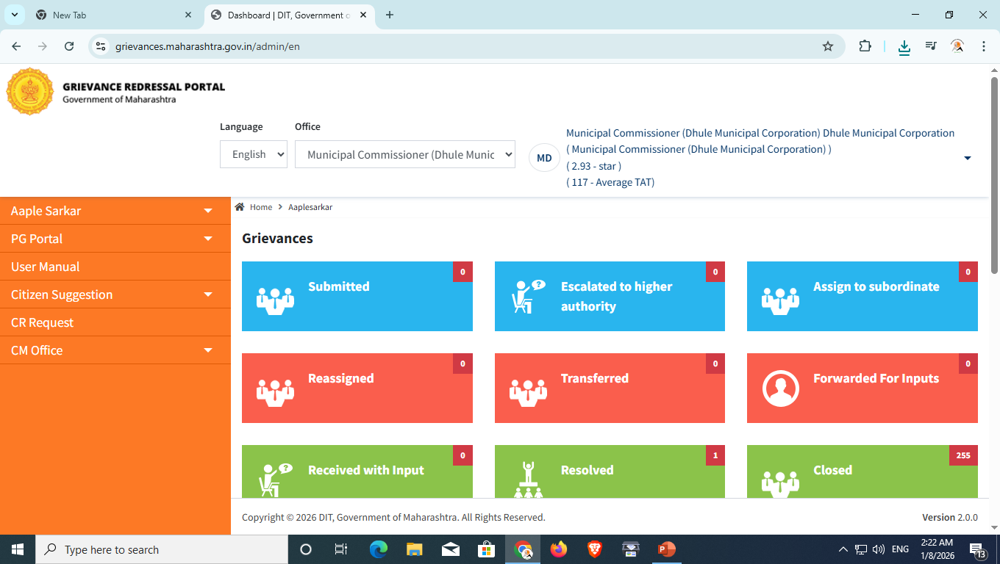 New Tab
Dashboard | DIT, Government o
grievances.maharashtra.gov.in/admin/en
GRIEVANCE REDRESSAL PORTAL
Government of Maharashtra
Language
Office
English
Municipal Commissioner (Dhule Munic
MD
Municipal Commissioner (Dhule Municipal Corporation) Dhule Municipal Corporation
( Municipal Commissioner (Dhule Municipal Corporation) )
( 2.93 - star )
( 117 - Average TAT)
Aaple Sarkar
PG Portal
User Manual
Citizen Suggestion
CR Request
CM Office
Home > Aaplesarkar
Grievances
Submitted
0
Escalated to higher
authority
0
Assign to subordinate
0
Reassigned
0
Transferred
0
Forwarded For Inputs
0
Received with Input
0
Resolved
1
Closed
255
Copyright © 2026 DIT, Government of Maharashtra. All Rights Reserved.
Version 2.0.0
Type here to search
ENG
2:22 AM
1/8/2026
13